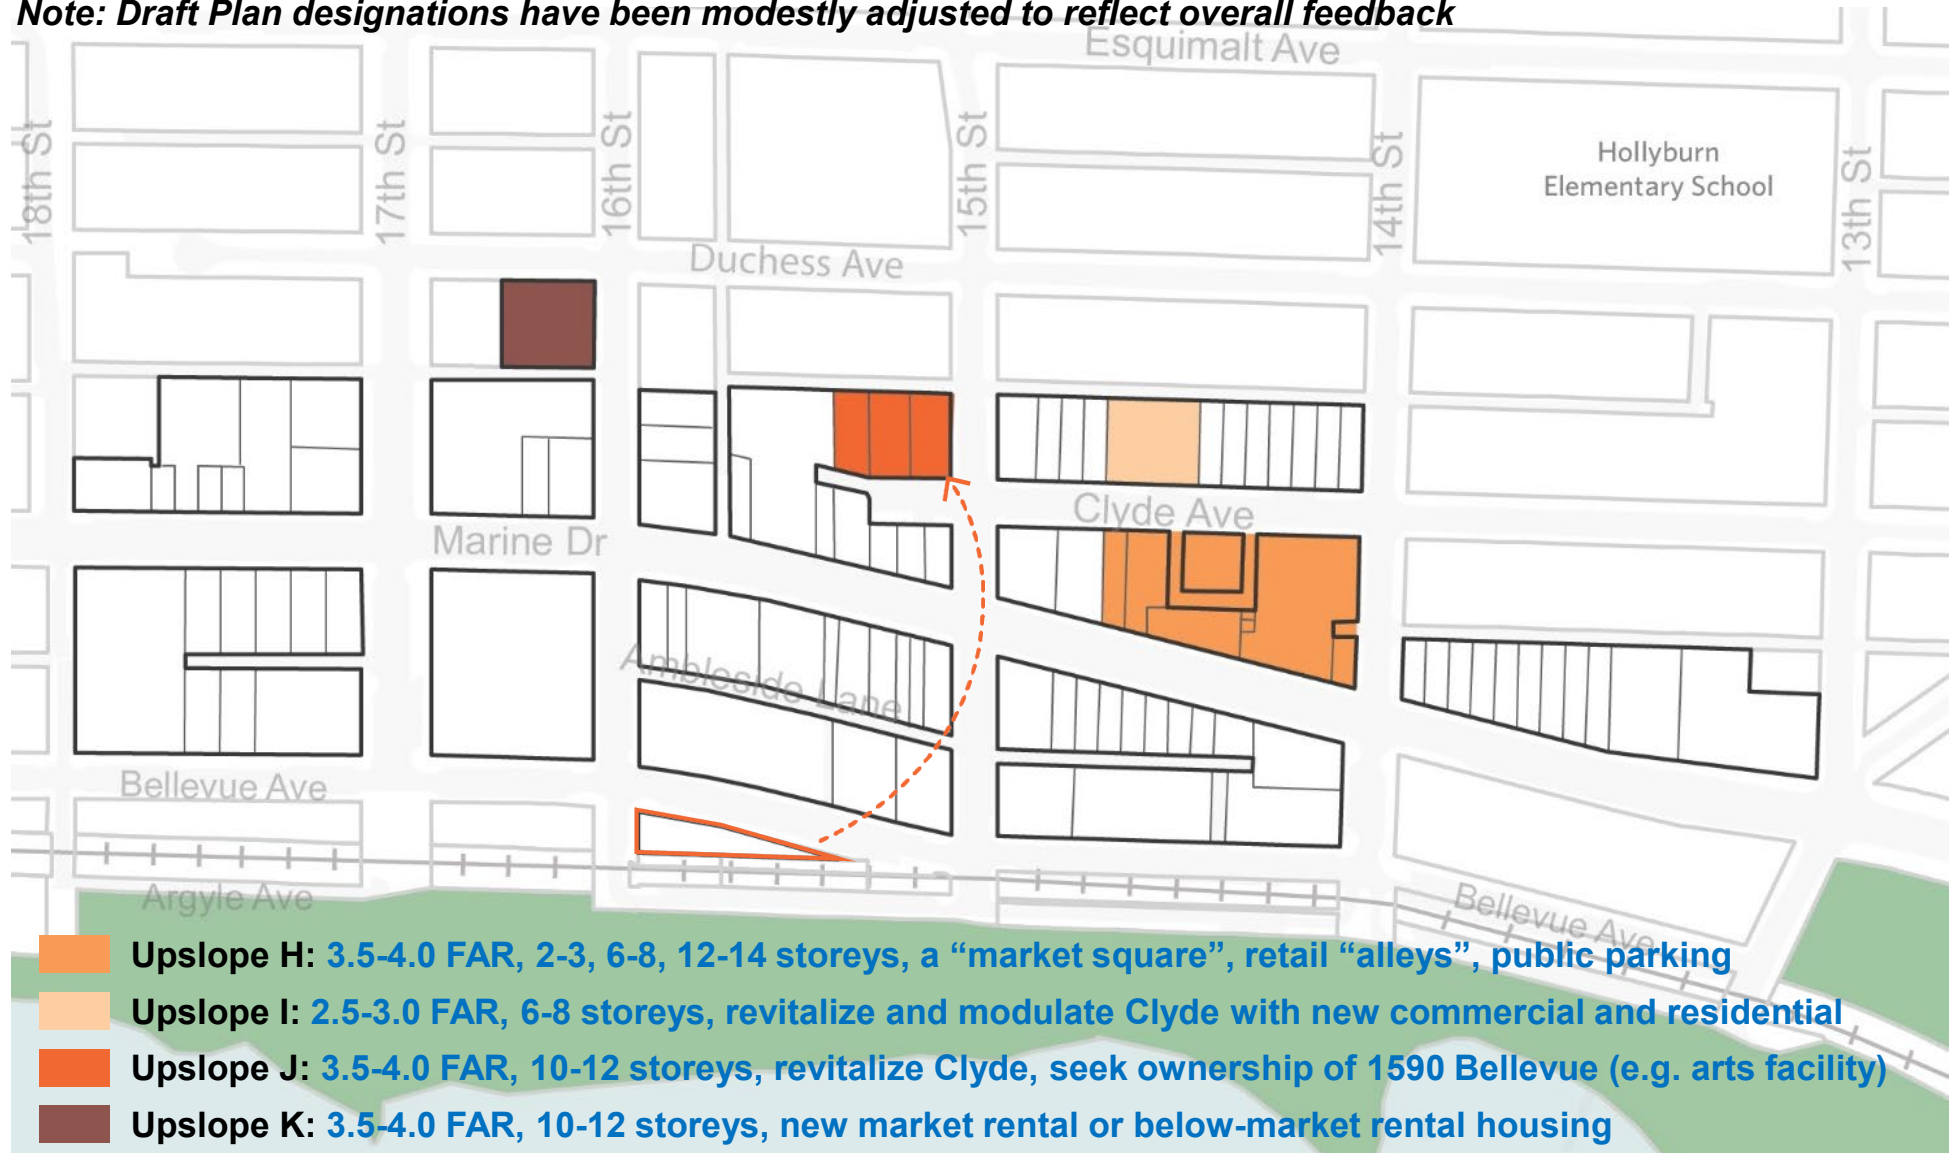 Note: Draft Plan designations have been modestly adjusted to reflect overall feedback
Esquimalt Ave
18th St
17th St
16th St
15th St
14th St
Hollyburn
Elementary School
13th St
Duchess Ave
Clyde Ave
Marine Dr
Ambleside Lane
Bellevue Ave
Argyle Ave
Bellevue Ave
Upslope H: 3.5-4.0 FAR, 2-3, 6-8, 12-14 storeys, a “market square”, retail “alleys”, public parking
Upslope I: 2.5-3.0 FAR, 6-8 storeys, revitalize and modulate Clyde with new commercial and residential
Upslope J: 3.5-4.0 FAR, 10-12 storeys, revitalize Clyde, seek ownership of 1590 Bellevue (e.g. arts facility)
Upslope K: 3.5-4.0 FAR, 10-12 storeys, new market rental or below-market rental housing